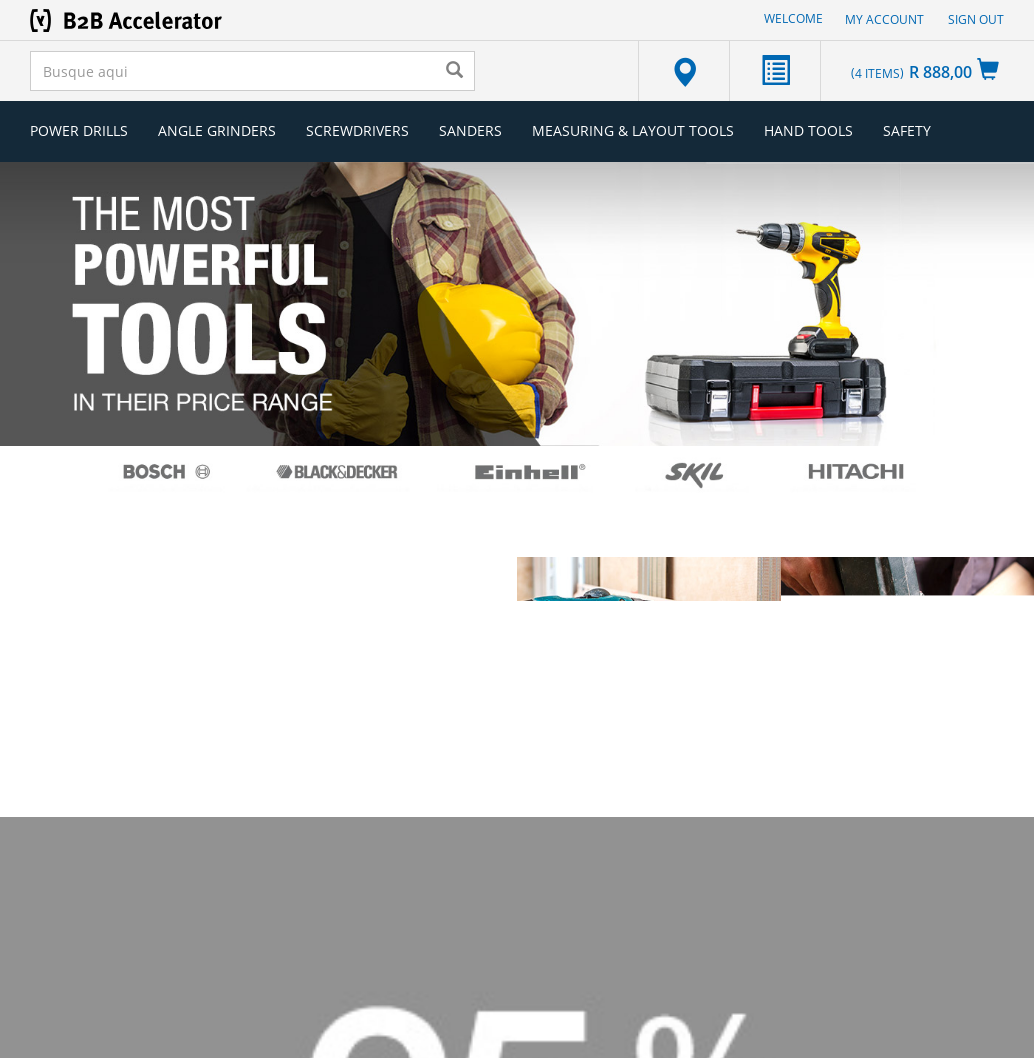 B2B Accelerator
WELCOME MY ACCOUNT SIGN OUT
Busque aqui
(4 ITEMS) R 888,00
POWER DRILLS ANGLE GRINDERS SCREWDRIVERS SANDERS MEASURING & LAYOUT TOOLS HAND TOOLS SAFETY
THE MOST
POWERFUL
TOOLS
IN THEIR PRICE RANGE
BOSCH BLACK&DECKER Einhell® SKIL HITACHI